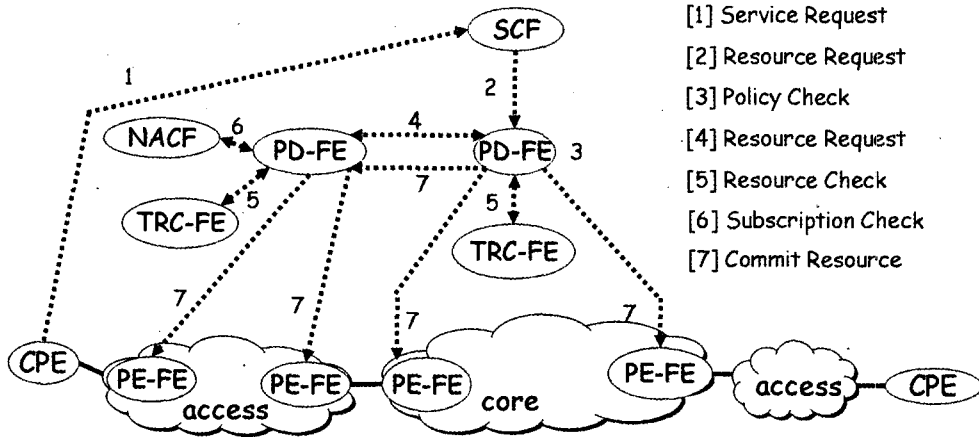 SCF
[1] Service Request
1
2
[2] Resource Request
[3] Policy Check
NACF
6
PD-FE
4
PD-FE
3
[4] Resource Request
7
5
5
[5] Resource Check
TRC-FE
TRC-FE
[6] Subscription Check
[7] Commit Resource
7
7
7
7
CPE
PE-FE
PE-FE
PE-FE
PE-FE
access
core
access
CPE